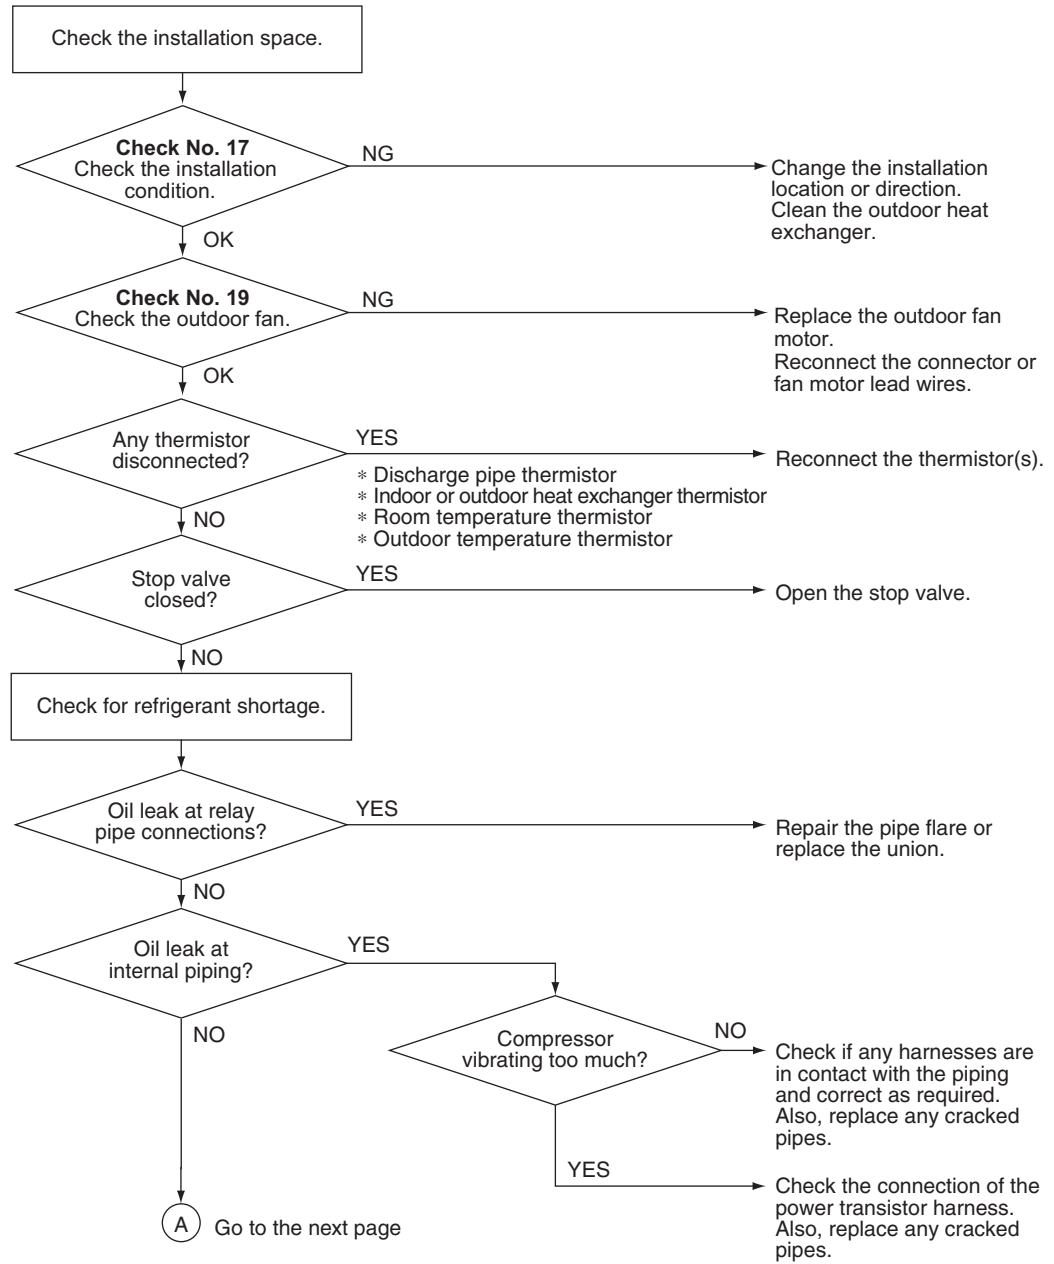 Check the installation space.
Check No. 17
Check the installation
condition.
NG
Change the installation
location or direction.
Clean the outdoor heat
exchanger.
OK
Check No. 19
Check the outdoor fan.
NG
Replace the outdoor fan
motor.
Reconnect the connector or
fan motor lead wires.
OK
Any thermistor
disconnected?
YES
Reconnect the thermistor(s).
∗ Discharge pipe thermistor
∗ Indoor or outdoor heat exchanger thermistor
∗ Room temperature thermistor
∗ Outdoor temperature thermistor
NO
Stop valve
closed?
YES
Open the stop valve.
NO
Check for refrigerant shortage.
Oil leak at relay
pipe connections?
YES
Repair the pipe flare or
replace the union.
NO
Oil leak at
internal piping?
YES
NO
Compressor
vibrating too much?
NO
Check if any harnesses are
in contact with the piping
and correct as required.
Also, replace any cracked
pipes.
YES
Check the connection of the
power transistor harness.
Also, replace any cracked
pipes.
A
Go to the next page